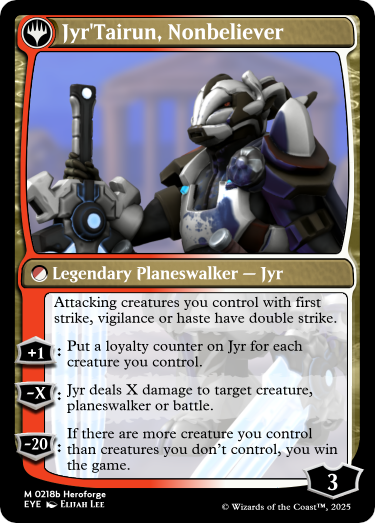 Jyr'Tairun, Nonbeliever
Legendary Planeswalker — Jyr
Attacking creatures you control with first
strike, vigilance or haste have double strike.
+1: Put a loyalty counter on Jyr for each
creature you control.
-X: Jyr deals X damage to target creature,
planeswalker or battle.
-20: If there are more creature you control
than creatures you don't control, you win
the game.
3
M 0218b Heroforge
EYE Elijah Lee
© Wizards of the Coast™, 2025